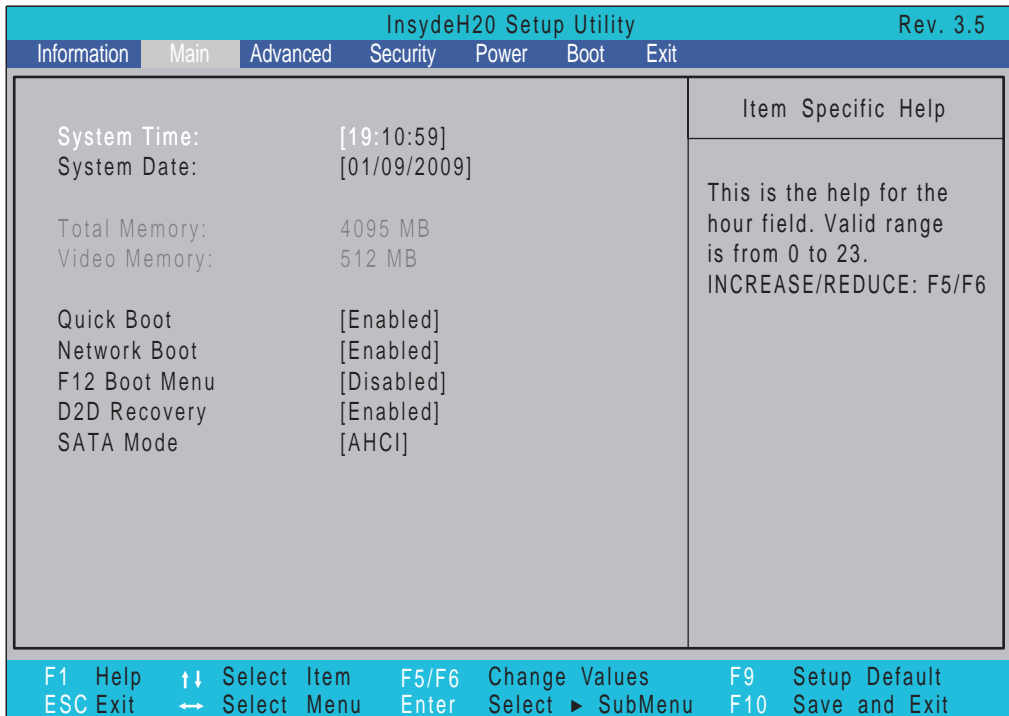 InsydeH20 Setup Utility Rev. 3.5
Information Main Advanced Security Power Boot Exit
System Time: [19:10:59]
System Date: [01/09/2009]
Total Memory: 4095 MB
Video Memory: 512 MB
Quick Boot [Enabled]
Network Boot [Enabled]
F12 Boot Menu [Disabled]
D2D Recovery [Enabled]
SATA Mode [AHCI]
Item Specific Help
This is the help for the
hour field. Valid range
is from 0 to 23.
INCREASE/REDUCE: F5/F6
F1 Help ↑↓ Select Item F5/F6 Change Values F9 Setup Default
ESC Exit ↔ Select Menu Enter Select ► SubMenu F10 Save and Exit